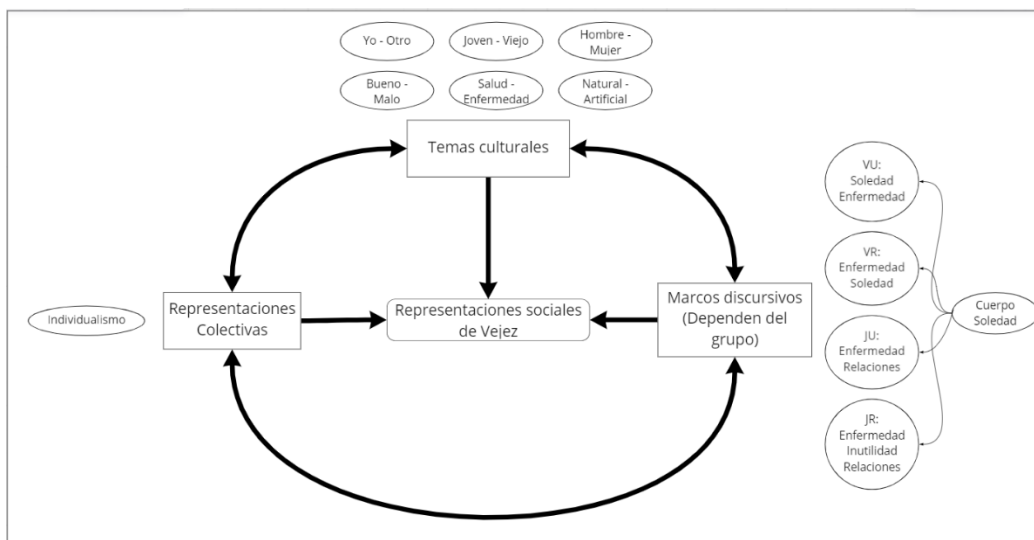 Yo - Otro
Joven - Viejo
Hombre -
Mujer
Bueno -
Malo
Salud -
Enfermedad
Natural -
Artificial
Temas culturales
VU:
Soledad
Enfermedad
VR:
Enfermedad
Soledad
Individualismo
Representaciones
Colectivas
Representaciones sociales
de Vejez
Marcos discursivos
(Dependen del
grupo)
Cuerpo
Soledad
JU:
Enfermedad
Relaciones
JR:
Enfermedad
Inutilidad
Relaciones